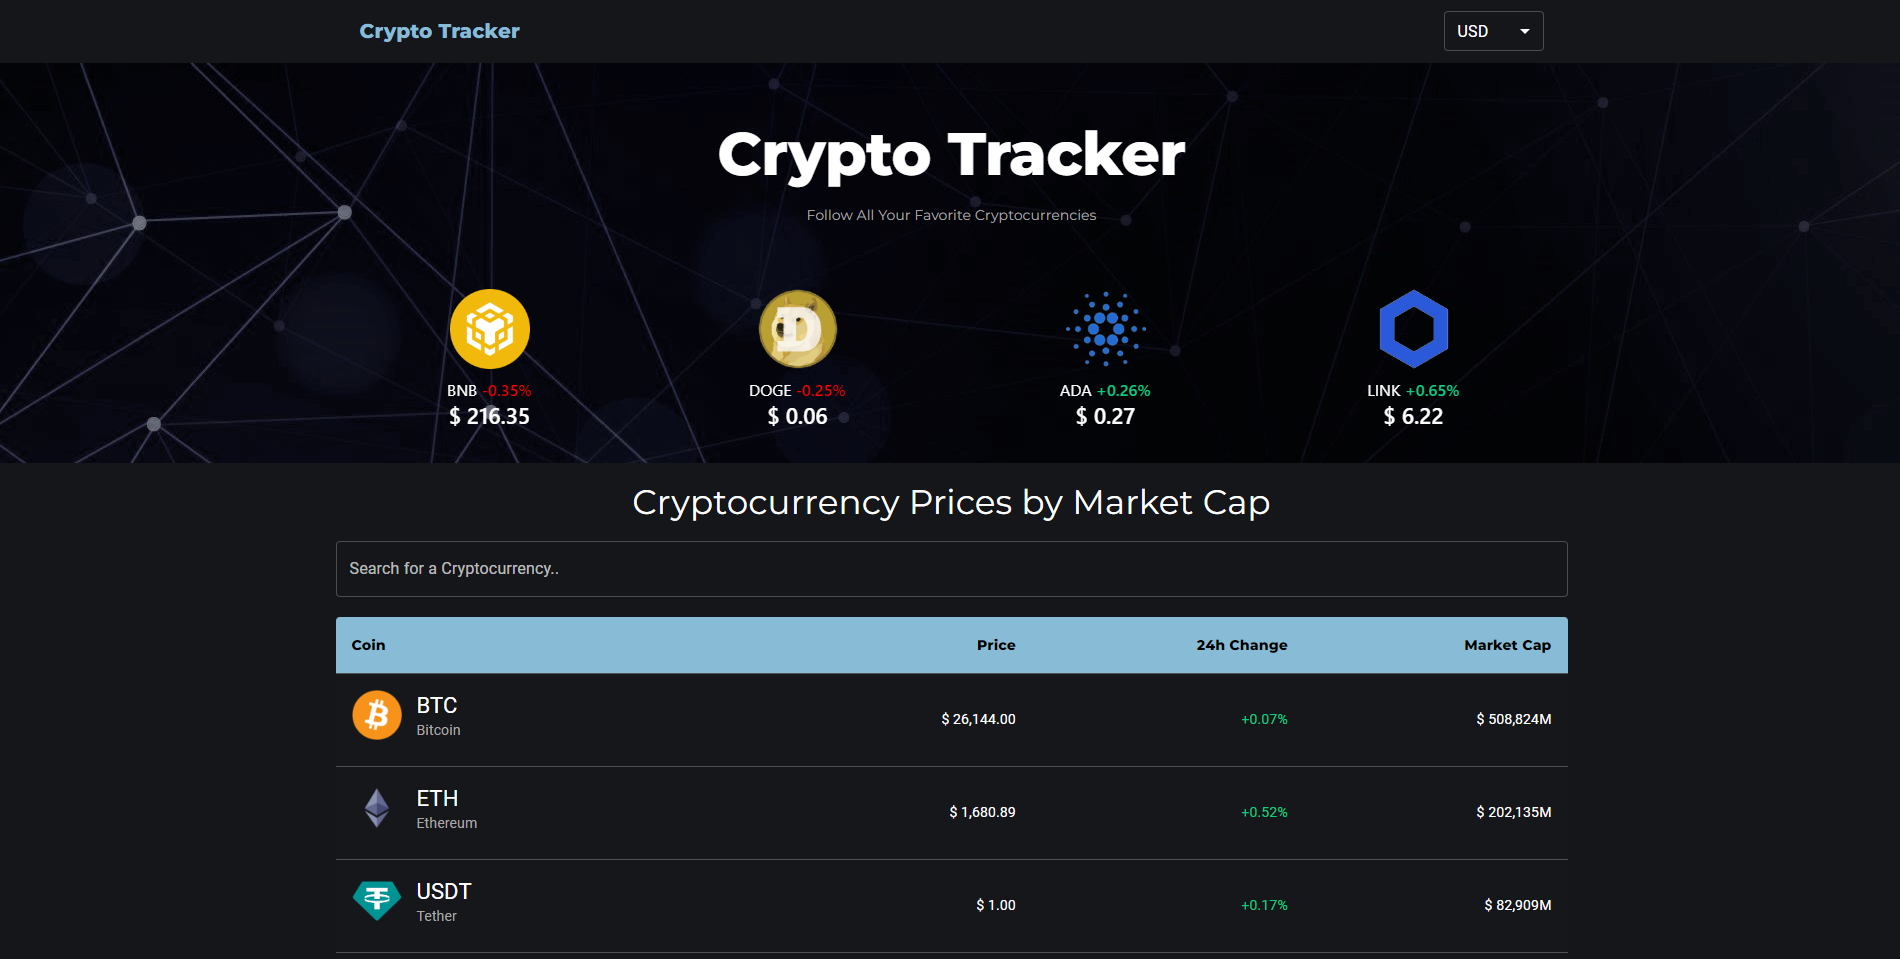 Crypto Tracker
USD
Crypto Tracker
Follow All Your Favorite Cryptocurrencies
BNB -0.35%
$ 216.35
DOGE -0.25%
$ 0.06
ADA +0.26%
$ 0.27
LINK +0.65%
$ 6.22
Cryptocurrency Prices by Market Cap
Search for a Cryptocurrency..
Coin Price 24h Change Market Cap
BTC
Bitcoin
$ 26,144.00 +0.07% $ 508,824M
ETH
Ethereum
$ 1,680.89 +0.52% $ 202,135M
USDT
Tether
$ 1.00 +0.17% $ 82,909M